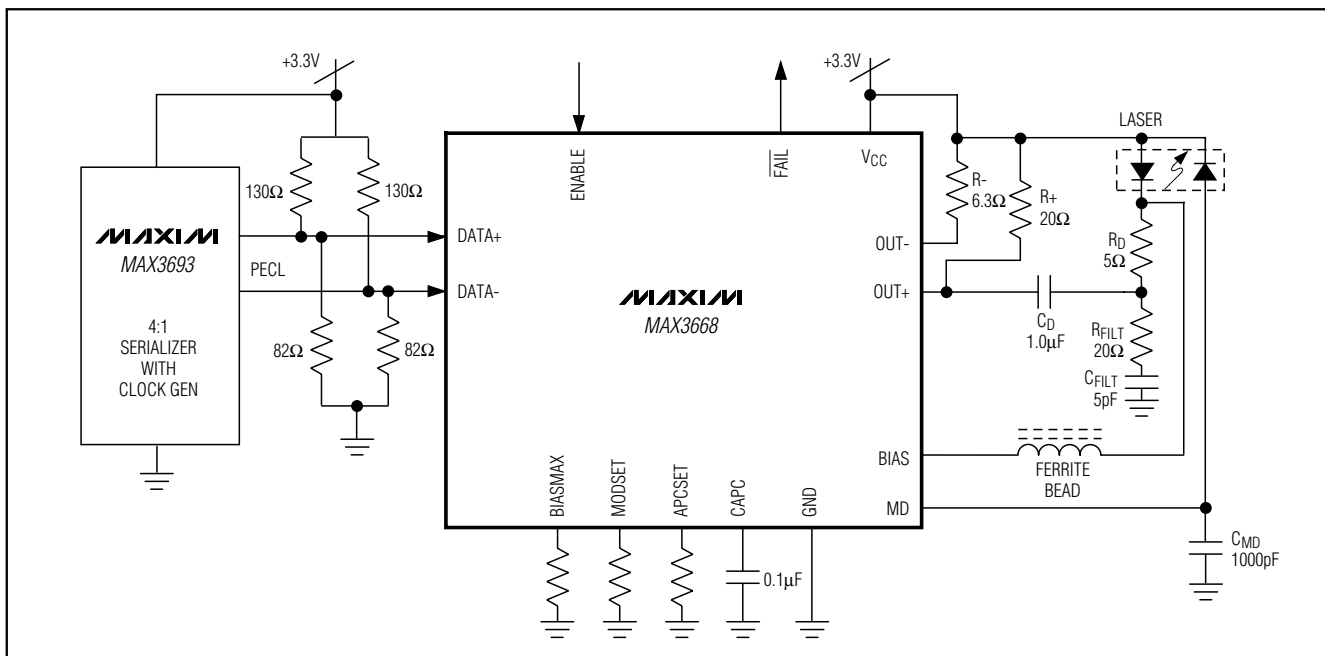 +3.3V
+3.3V
LASER
ENABLE
FAIL
VCC
130Ω
130Ω
R-
6.3Ω
R+
20Ω
MAXIM
MAX3693
4:1
SERIALIZER
WITH
CLOCK GEN
PECL
DATA+
DATA-
82Ω
82Ω
MAXIM
MAX3668
OUT-
OUT+
RD
5Ω
CD
1.0μF
RFILT
20Ω
CFILT
5pF
BIAS
MD
FERRITE
BEAD
BIASMAX
MODSET
APCSET
CAPC
GND
0.1μF
CMD
1000pF